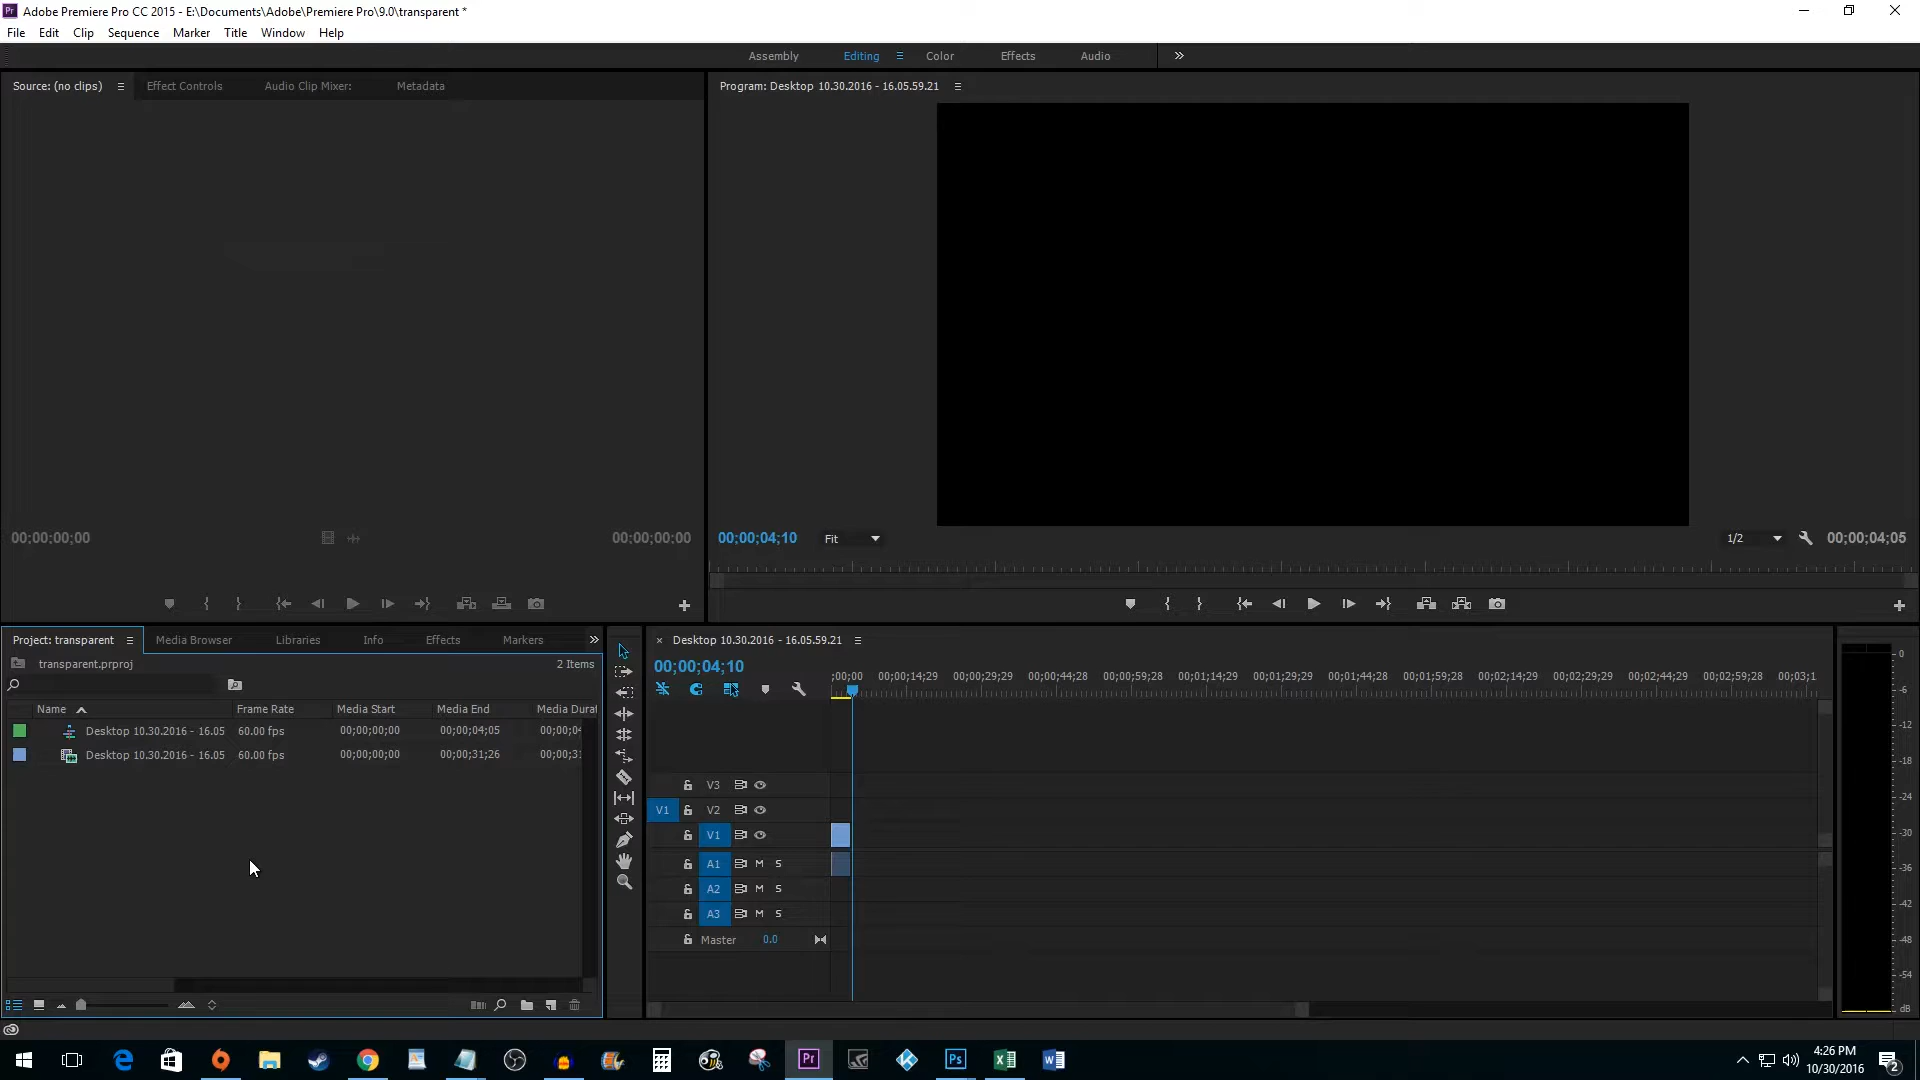 Adobe Premiere Pro CC 2015 - E:\Documents\Adobe\Premiere Pro\9.0\transparent *
File Edit Clip Sequence Marker Title Window Help
Assembly Editing Color Effects Audio
Source: (no clips) Effect Controls Audio Clip Mixer: Metadata
Program: Desktop 10.30.2016 - 16.05.59.21
00;00;00;00 00;00;00;00
00;00;04;10 Fit 1/2 00;00;04;05
Project: transparent Media Browser Libraries Info Effects Markers
transparent.prproj 2 Items
Name Frame Rate Media Start Media End Media Durat
Desktop 10.30.2016 - 16.05 60.00 fps 00;00;00;00 00;00;04;05 00;00;04
Desktop 10.30.2016 - 16.05 60.00 fps 00;00;00;00 00;00;31;26 00;00;31
Desktop 10.30.2016 - 16.05.59.21
00;00;04;10
;00;00 00;00;14;29 00;00;29;29 00;00;44;28 00;00;59;28 00;01;14;29 00;01;29;29 00;01;44;28 00;01;59;28 00;02;14;29 00;02;29;29 00;02;44;29 00;02;59;28 00;03;1
V3
V1 V2
V1
A1 M S
A2 M S
A3 M S
Master 0.0
0
-6
-12
-18
-24
-30
-36
-42
-48
-54
dB
Pr Ps
4:26 PM
10/30/2016
2